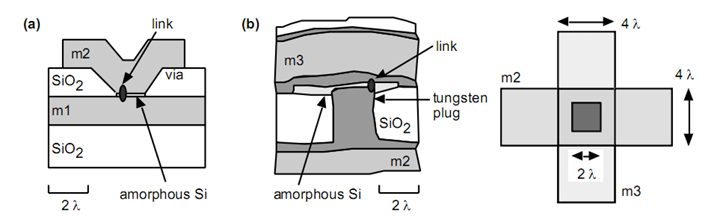 (a)
link
m2
via
SiO2
m1
SiO2
amorphous Si
2 λ
(b)
m3
link
tungsten
plug
SiO2
m2
amorphous Si
2 λ
4 λ
m2
4 λ
2 λ
m3